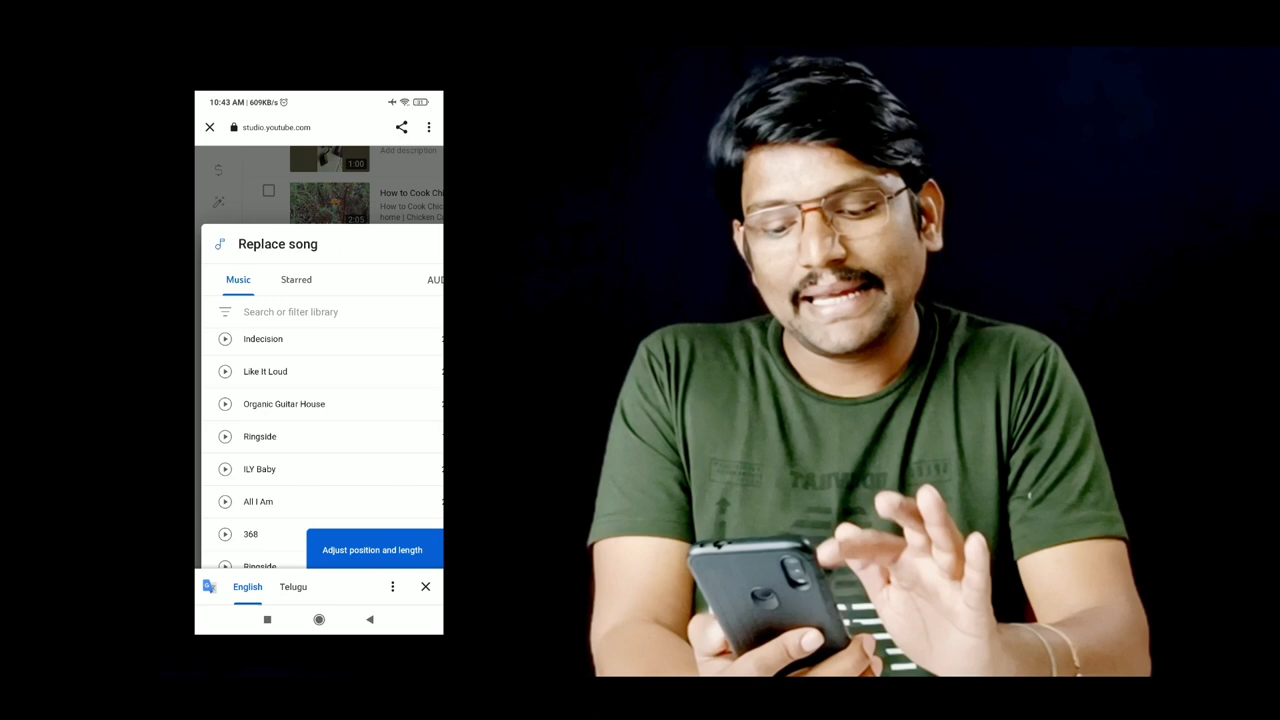 10:43 AM | 609KB/s
studio.youtube.com
Add description
1:00
How to Cook Ch
How to Cook Chic
home | Chicken C
2:05
Replace song
Music Starred AUD
Search or filter library
Indecision
Like It Loud
Organic Guitar House
Ringside
ILY Baby
All I Am
368
Adjust position and length
Ringside
English Telugu